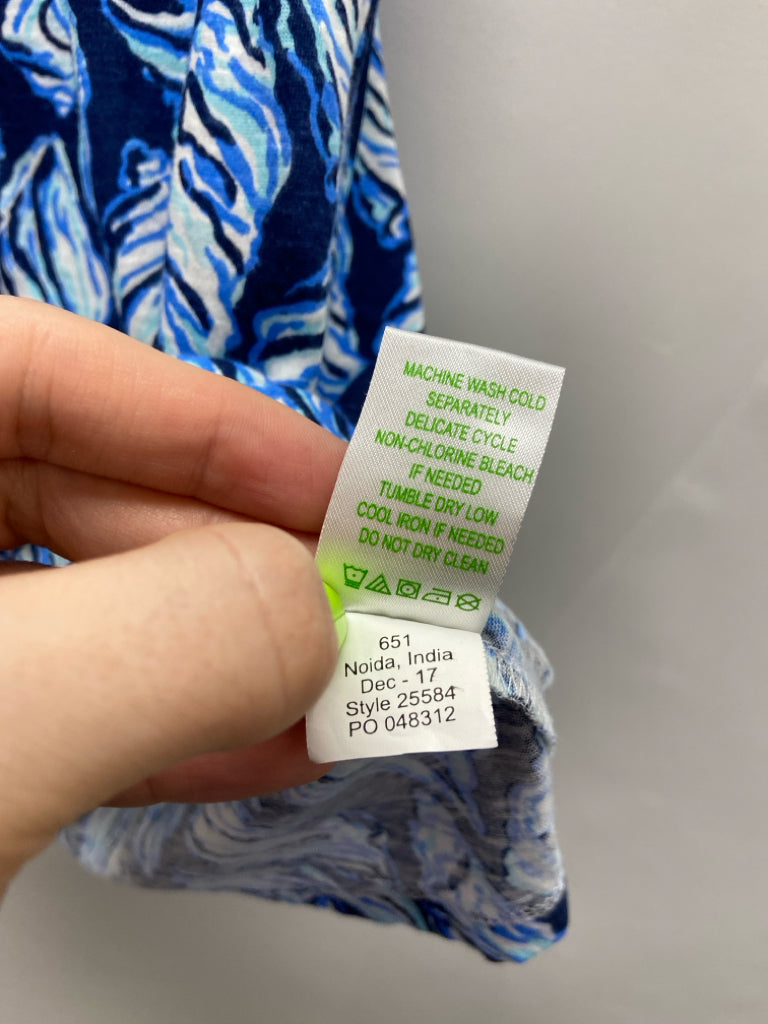 MACHINE WASH COLD
SEPARATELY
DELICATE CYCLE
NON-CHLORINE BLEACH
IF NEEDED
TUMBLE DRY LOW
COOL IRON IF NEEDED
DO NOT DRY CLEAN
651
Noida, India
Dec - 17
Style 25584
PO 048312